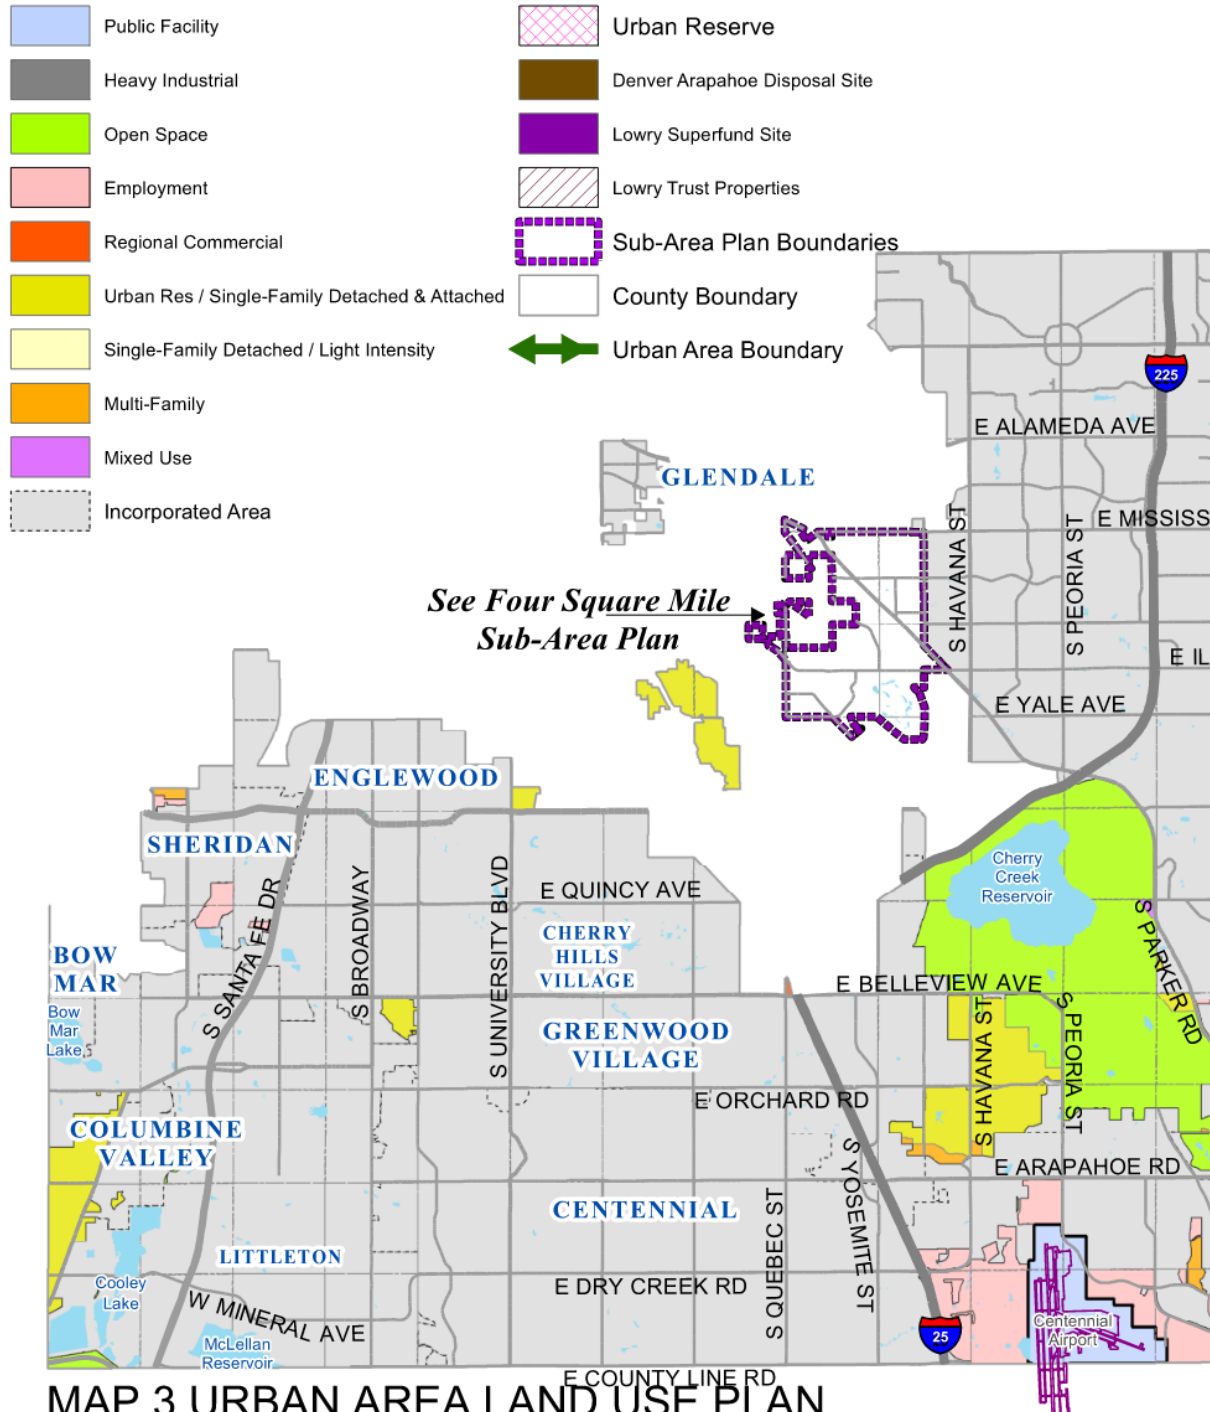 Public Facility
Heavy Industrial
Open Space
Employment
Regional Commercial
Urban Res / Single-Family Detached & Attached
Single-Family Detached / Light Intensity
Multi-Family
Mixed Use
Incorporated Area
Urban Reserve
Denver Arapahoe Disposal Site
Lowry Superfund Site
Lowry Trust Properties
Sub-Area Plan Boundaries
County Boundary
Urban Area Boundary
225
E ALAMEDA AVE
GLENDALE
E MISSISS
S HAVANA ST
S PEORIA ST
See Four Square Mile
Sub-Area Plan
E IL
E YALE AVE
ENGLEWOOD
SHERIDAN
Cherry
Creek
Reservoir
E QUINCY AVE
S SANTA FE DR
S BROADWAY
S UNIVERSITY BLVD
CHERRY
HILLS
VILLAGE
S PARKER RD
BOW
MAR
E BELLEVIEW AVE
Bow
Mar
Lake
GREENWOOD
VILLAGE
S HAVANA ST
S PEORIA ST
E ORCHARD RD
COLUMBINE
VALLEY
S YOSEMITE ST
E ARAPAHOE RD
CENTENNIAL
S QUEBEC ST
LITTLETON
Cooley
Lake
E DRY CREEK RD
W MINERAL AVE
25
Centennial
Airport
McLellan
Reservoir
E COUNTY LINE RD
MAP 3 URBAN AREA LAND USE PLAN